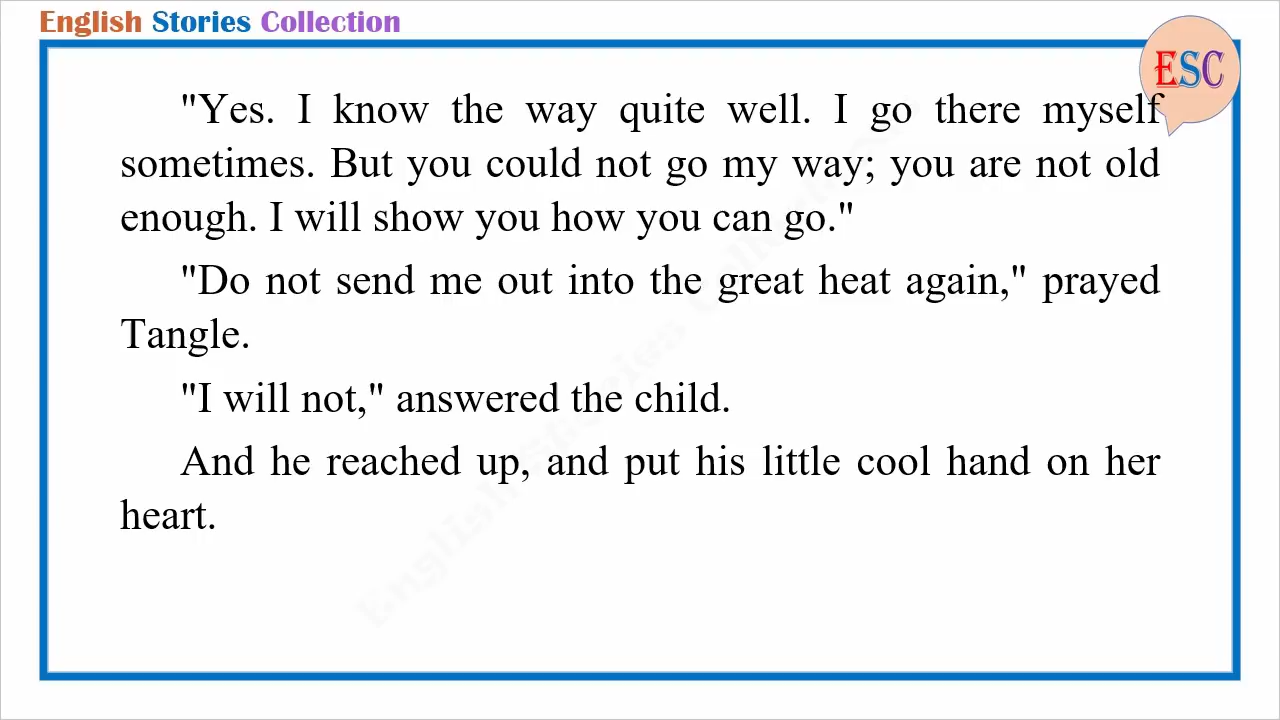 English Stories Collection
ESC
"Yes. I know the way quite well. I go there myself
sometimes. But you could not go my way; you are not old
enough. I will show you how you can go."
"Do not send me out into the great heat again," prayed
Tangle.
"I will not," answered the child.
And he reached up, and put his little cool hand on her
heart.
English Stories Collection